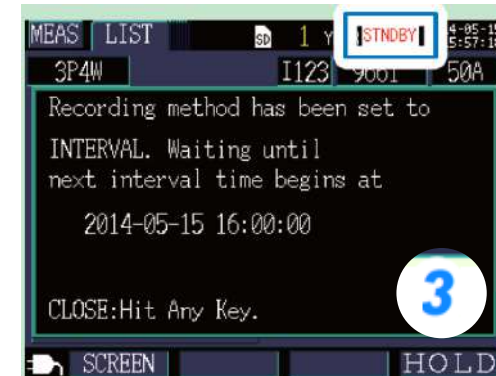 MEAS LIST SD 1 Y STNDBY
3P4W I123 9661 50A
Recording method has been set to
INTERVAL. Waiting until
next interval time begins at
2014-05-15 16:00:00
CLOSE:Hit Any Key.
3
SCREEN HOLD